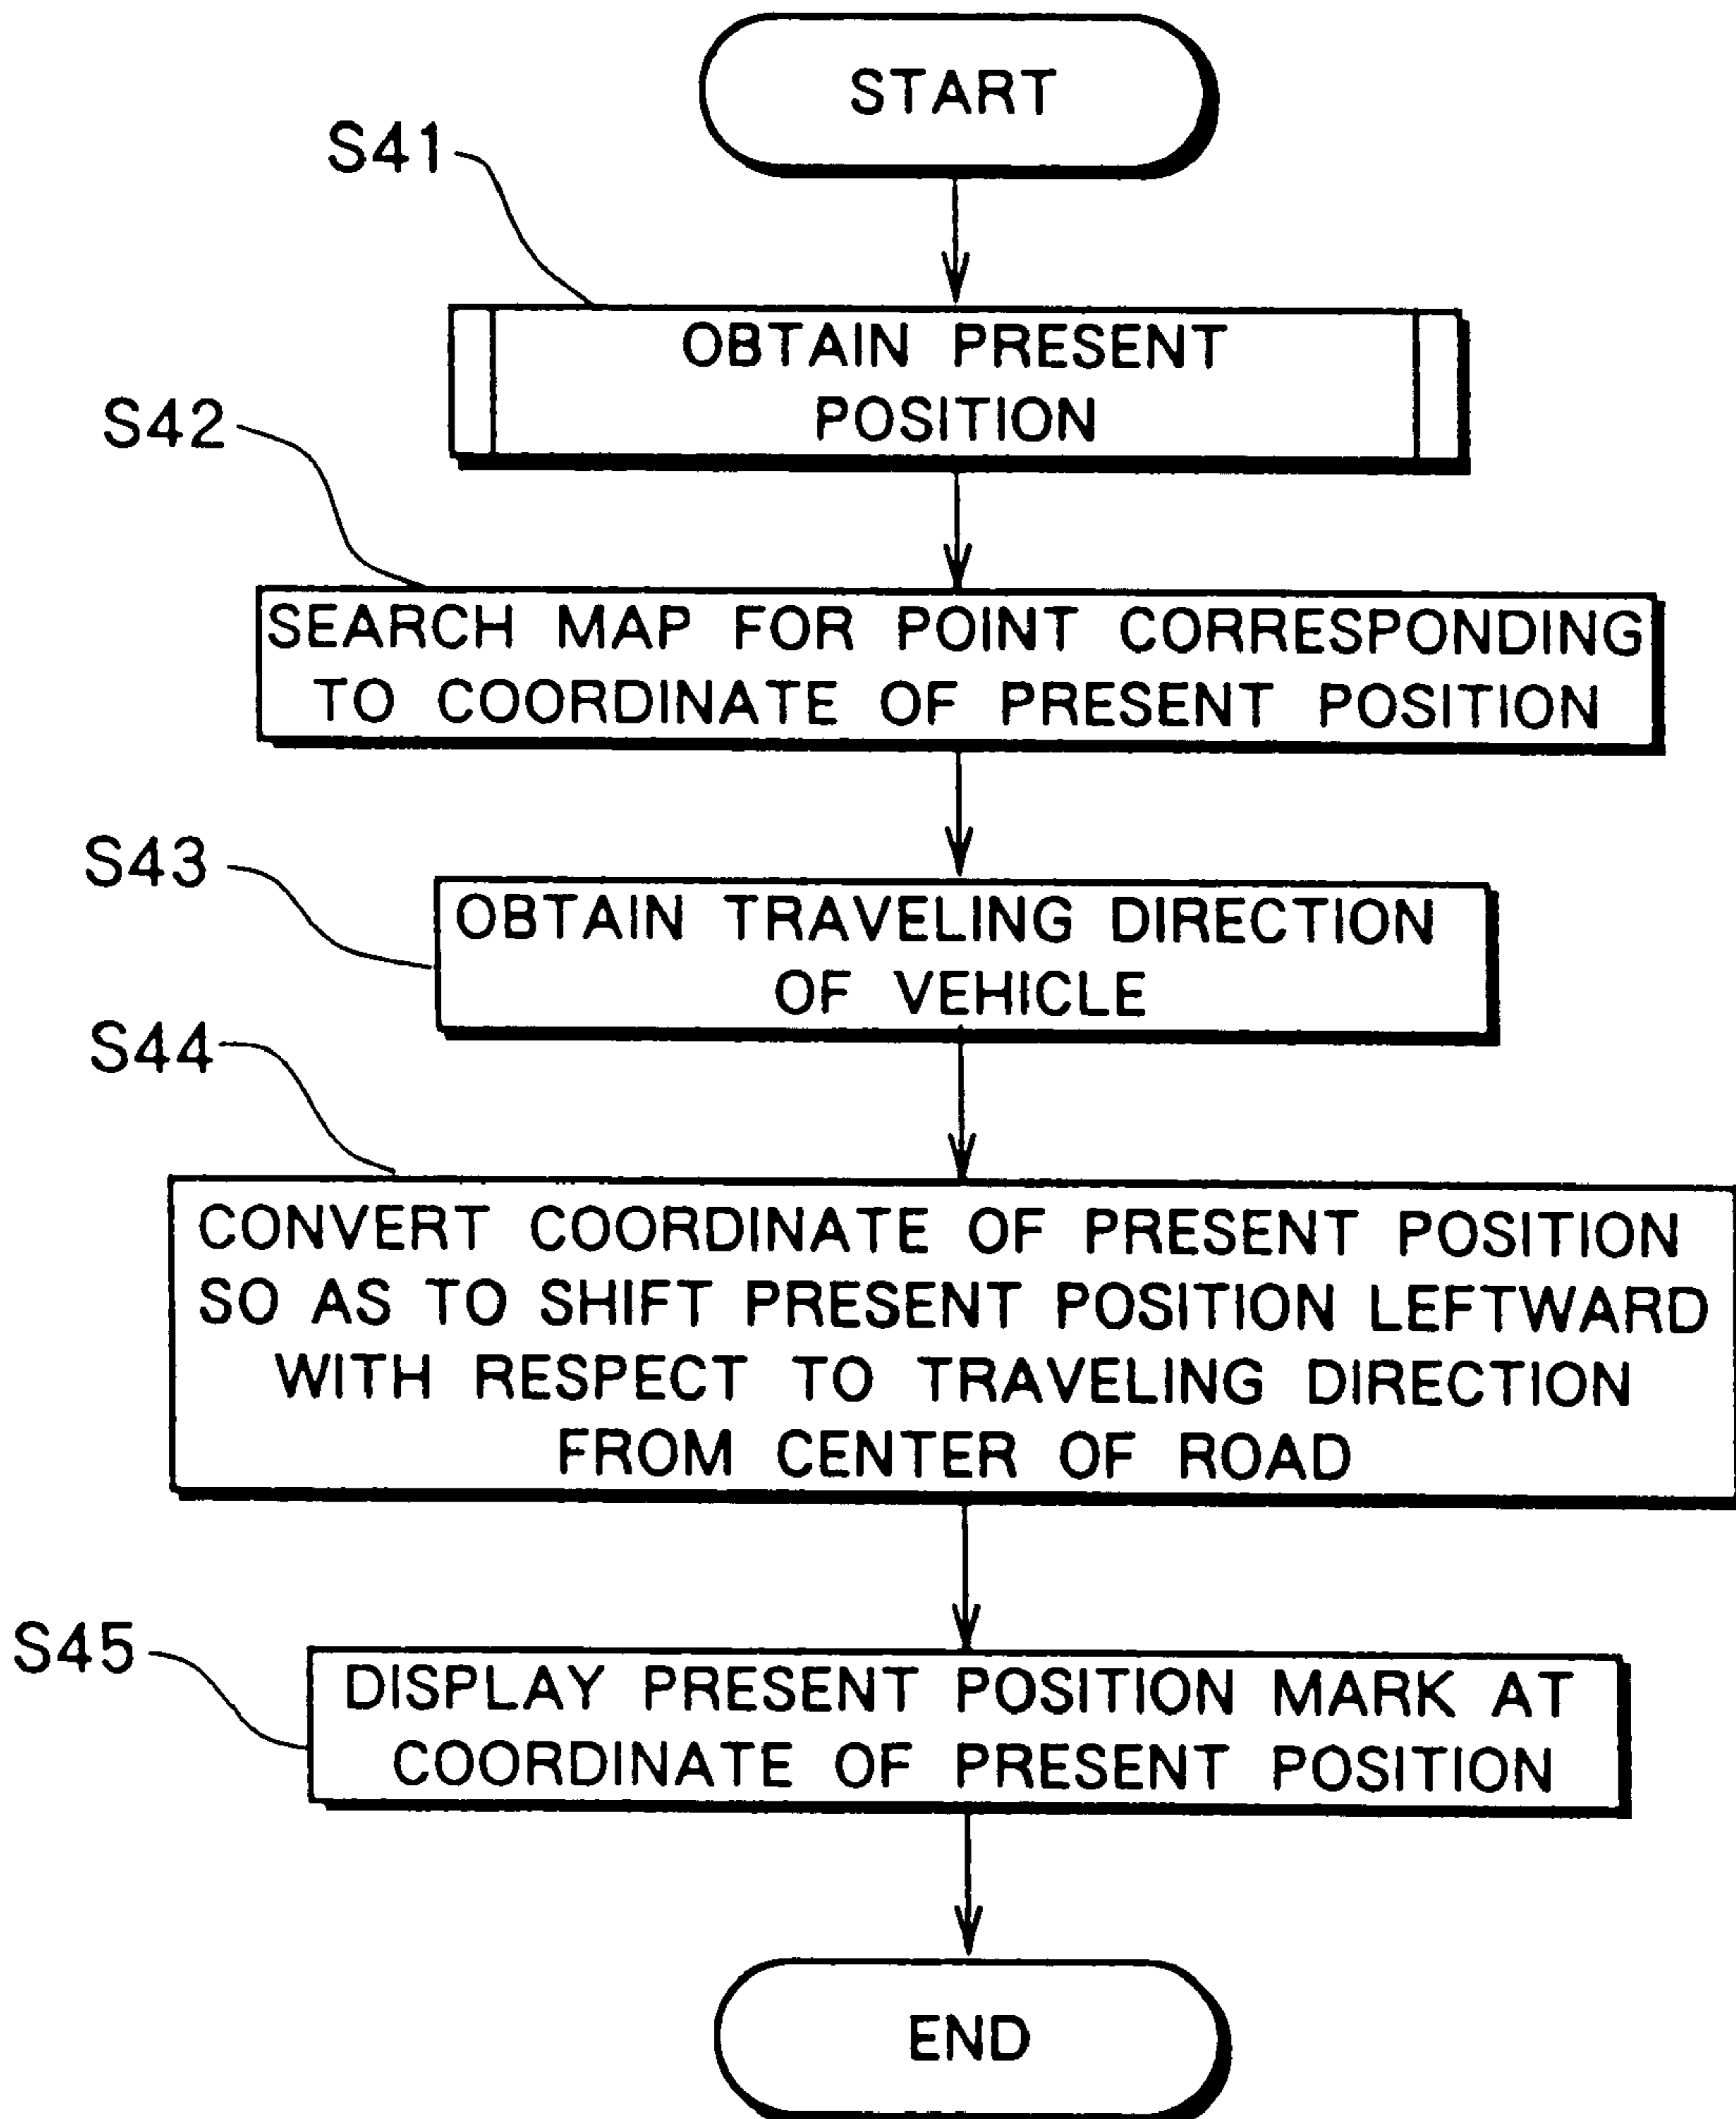 START
S41
OBTAIN PRESENT
POSITION
S42
SEARCH MAP FOR POINT CORRESPONDING
TO COORDINATE OF PRESENT POSITION
S43
OBTAIN TRAVELING DIRECTION
OF VEHICLE
S44
CONVERT COORDINATE OF PRESENT POSITION
SO AS TO SHIFT PRESENT POSITION LEFTWARD
WITH RESPECT TO TRAVELING DIRECTION
FROM CENTER OF ROAD
S45
DISPLAY PRESENT POSITION MARK AT
COORDINATE OF PRESENT POSITION
END